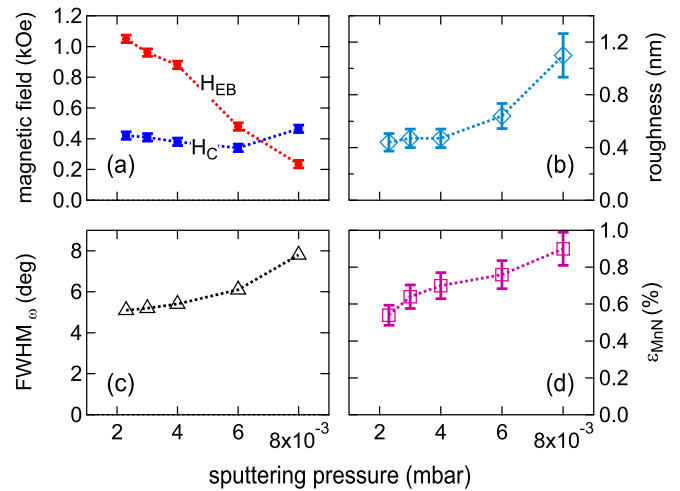 magnetic field (kOe)
1.2
1.0
0.8
0.6
0.4
0.2
0.0
H_EB
H_C
(a)
1.2
0.8
0.4
0.0
roughness (nm)
(b)
FWHM ω (deg)
8
6
4
2
0
(c)
2 4 6 8x10⁻³
1.0
0.8
0.6
0.4
0.2
0.0
ε_MnN (%)
(d)
2 4 6 8x10⁻³
sputtering pressure (mbar)